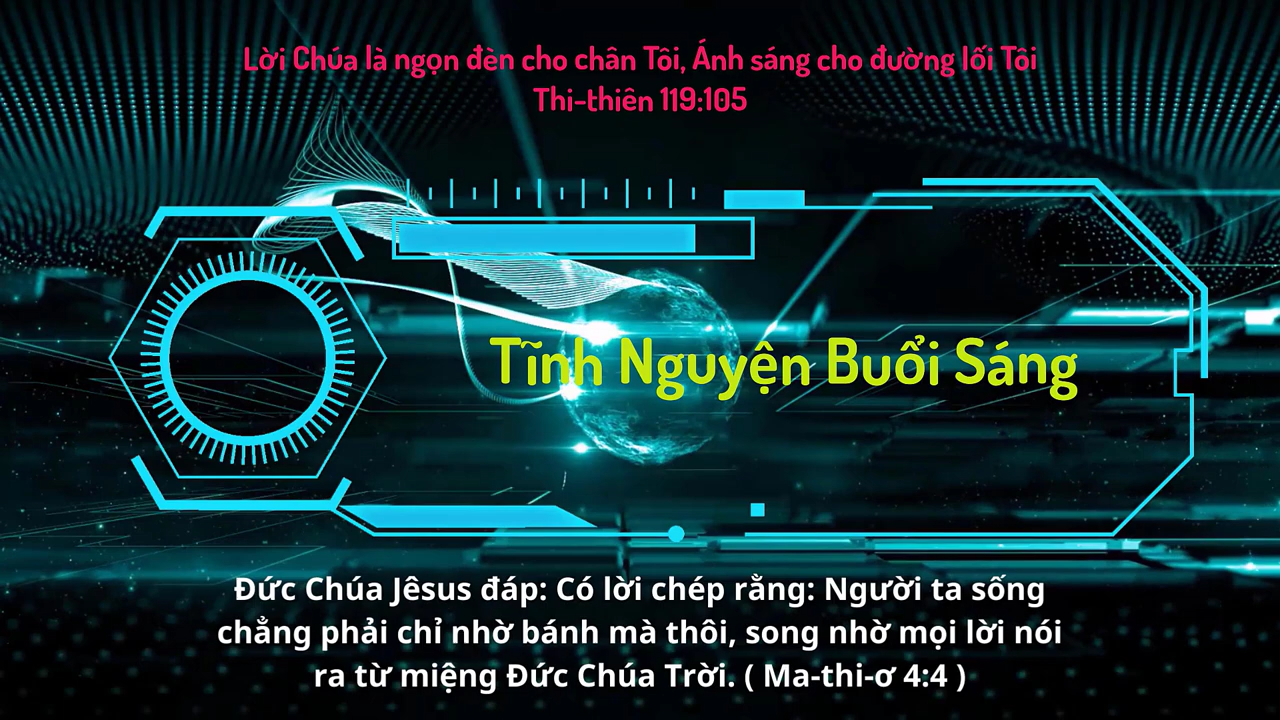 Lời Chúa là ngọn đèn cho chân Tôi, Ánh sáng cho đường lối Tôi
Thi-thiên 119:105
Tĩnh Nguyện Buổi Sáng
Đức Chúa Jêsus đáp: Có lời chép rằng: Người ta sống
chẳng phải chỉ nhờ bánh mà thôi, song nhờ mọi lời nói
ra từ miệng Đức Chúa Trời. ( Ma-thi-ơ 4:4 )